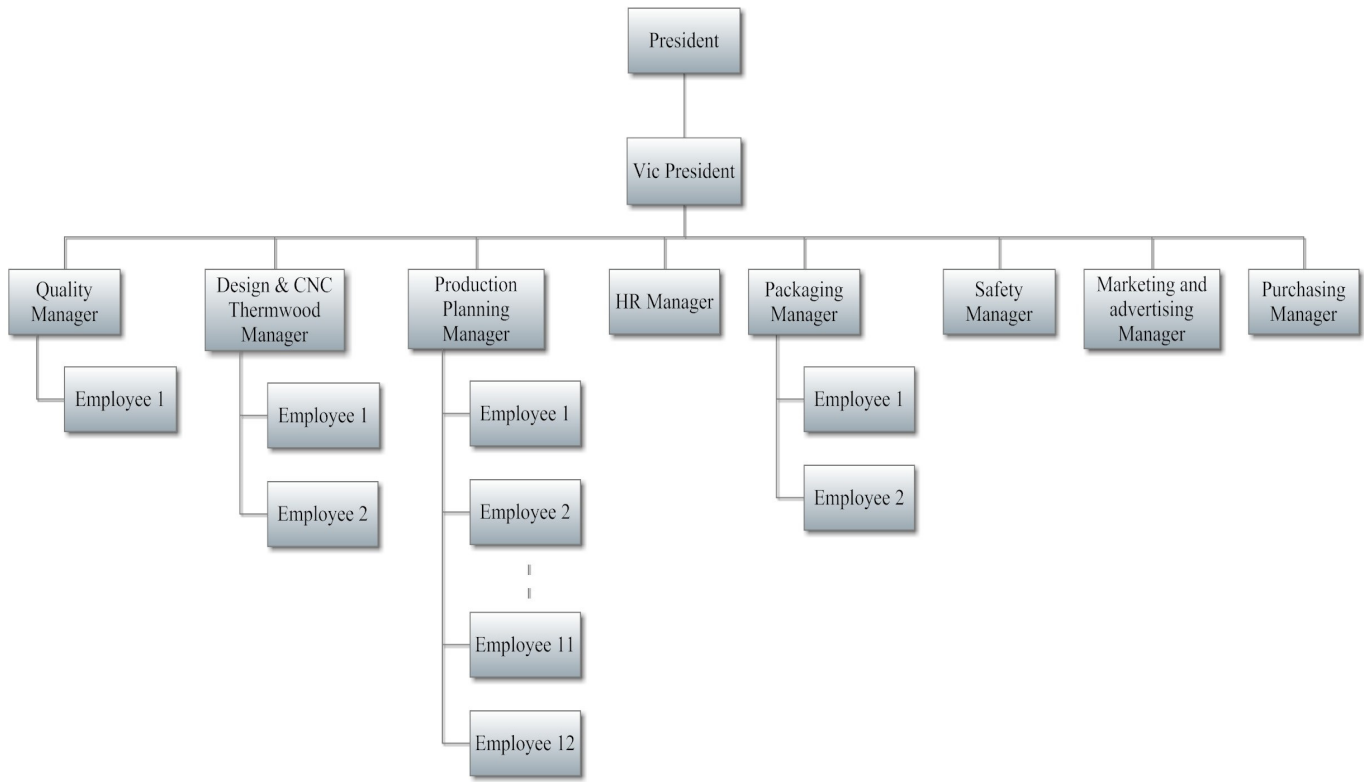 President
Vic President
Quality
Manager
Design & CNC
Thermwood
Manager
Production
Planning
Manager
HR Manager
Packaging
Manager
Safety
Manager
Marketing and
advertising
Manager
Purchasing
Manager
Employee 1
Employee 1
Employee 2
Employee 1
Employee 2
Employee 11
Employee 12
Employee 1
Employee 2